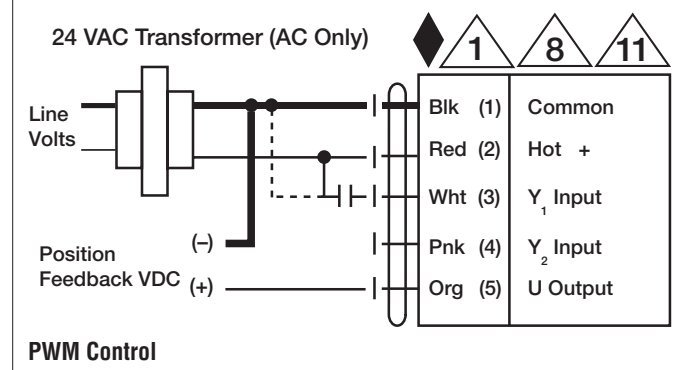 24 VAC Transformer (AC Only)
1 8 11
Line
Volts
Blk (1) Common
Red (2) Hot +
Wht (3) Y1 Input
Pnk (4) Y2 Input
Org (5) U Output
(–)
Position
Feedback VDC (+)
PWM Control